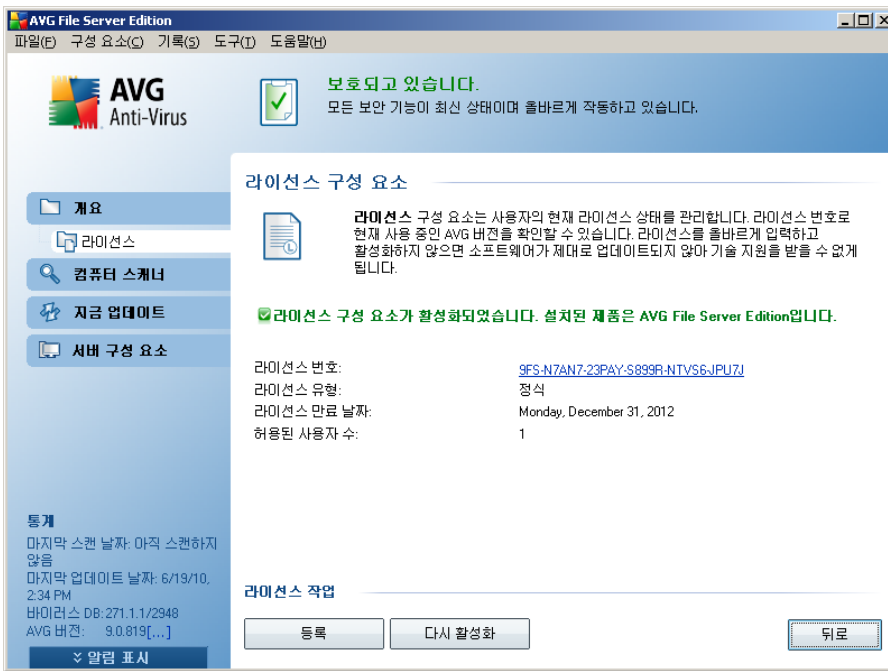 AVG File Server Edition
파일(F) 구성 요소(C) 기록(S) 도구(T) 도움말(H)
AVG
Anti-Virus
보호되고 있습니다.
모든 보안 기능이 최신 상태이며 올바르게 작동하고 있습니다.
개요
라이선스
컴퓨터 스캐너
지금 업데이트
서버 구성 요소
라이선스 구성 요소
라이선스 구성 요소는 사용자의 현재 라이선스 상태를 관리합니다. 라이선스 번호로
현재 사용 중인 AVG 버전을 확인할 수 있습니다. 라이선스를 올바르게 입력하고
활성화하지 않으면 소프트웨어가 제대로 업데이트되지 않아 기술 지원을 받을 수 없게
됩니다.
라이선스 구성 요소가 활성화되었습니다. 설치된 제품은 AVG File Server Edition입니다.
라이선스 번호: 9FS-N7AN7-23PAY-S899R-NTVS6-JPU7J
라이선스 유형: 정식
라이선스 만료 날짜: Monday, December 31, 2012
허용된 사용자 수: 1
통계
마지막 스캔 날짜: 아직 스캔하지
않음
마지막 업데이트 날짜: 6/19/10,
2:34 PM
바이러스 DB: 271.1.1/2948
AVG 버전: 9.0.819[...]
알림 표시
라이선스 작업
등록
다시 활성화
뒤로